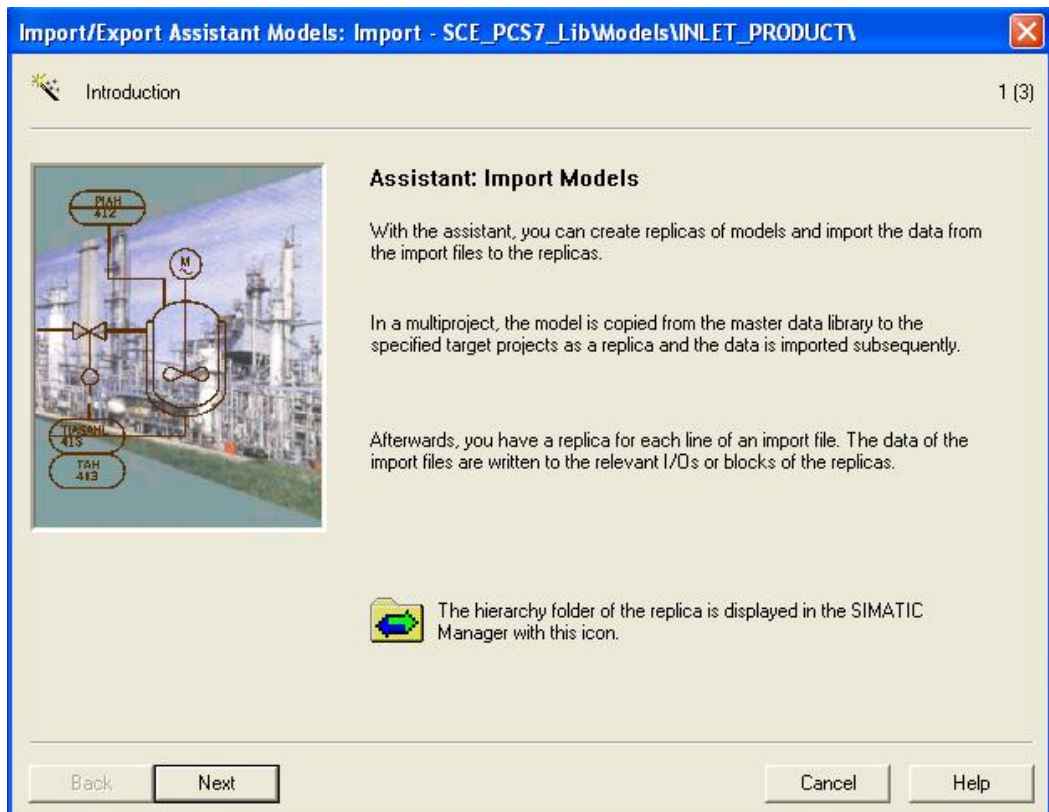 Import/Export Assistant Models: Import - SCE_PCS7_Lib\Models\INLET_PRODUCT\
Introduction
1 (3)
PIAH
412
M
~
TIASAHL
413
TAH
413
Assistant: Import Models
With the assistant, you can create replicas of models and import the data from
the import files to the replicas.
In a multiproject, the model is copied from the master data library to the
specified target projects as a replica and the data is imported subsequently.
Afterwards, you have a replica for each line of an import file. The data of the
import files are written to the relevant I/Os or blocks of the replicas.
The hierarchy folder of the replica is displayed in the SIMATIC
Manager with this icon.
Back
Next
Cancel
Help